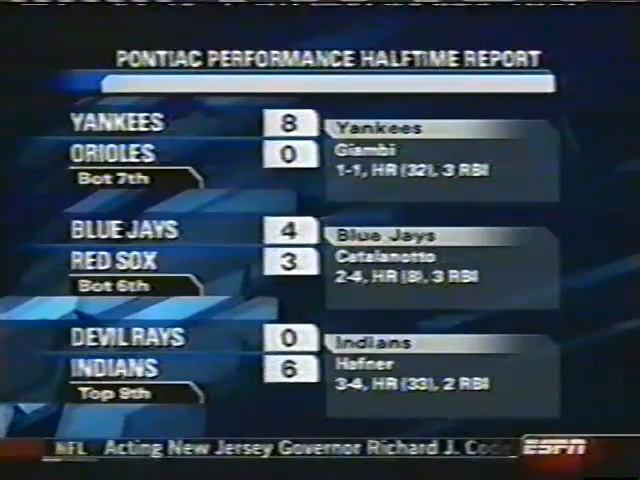 PONTIAC PERFORMANCE HALFTIME REPORT
YANKEES 8
ORIOLES 0
Bot 7th
Yankees
Giambi
1-1, HR (32), 3 RBI
BLUE JAYS 4
RED SOX 3
Bot 6th
Blue Jays
Catalanotto
2-4, HR (8), 3 RBI
DEVIL RAYS 0
INDIANS 6
Top 9th
Indians
Hafner
3-4, HR (33), 2 RBI
NFL Acting New Jersey Governor Richard J. ESPN